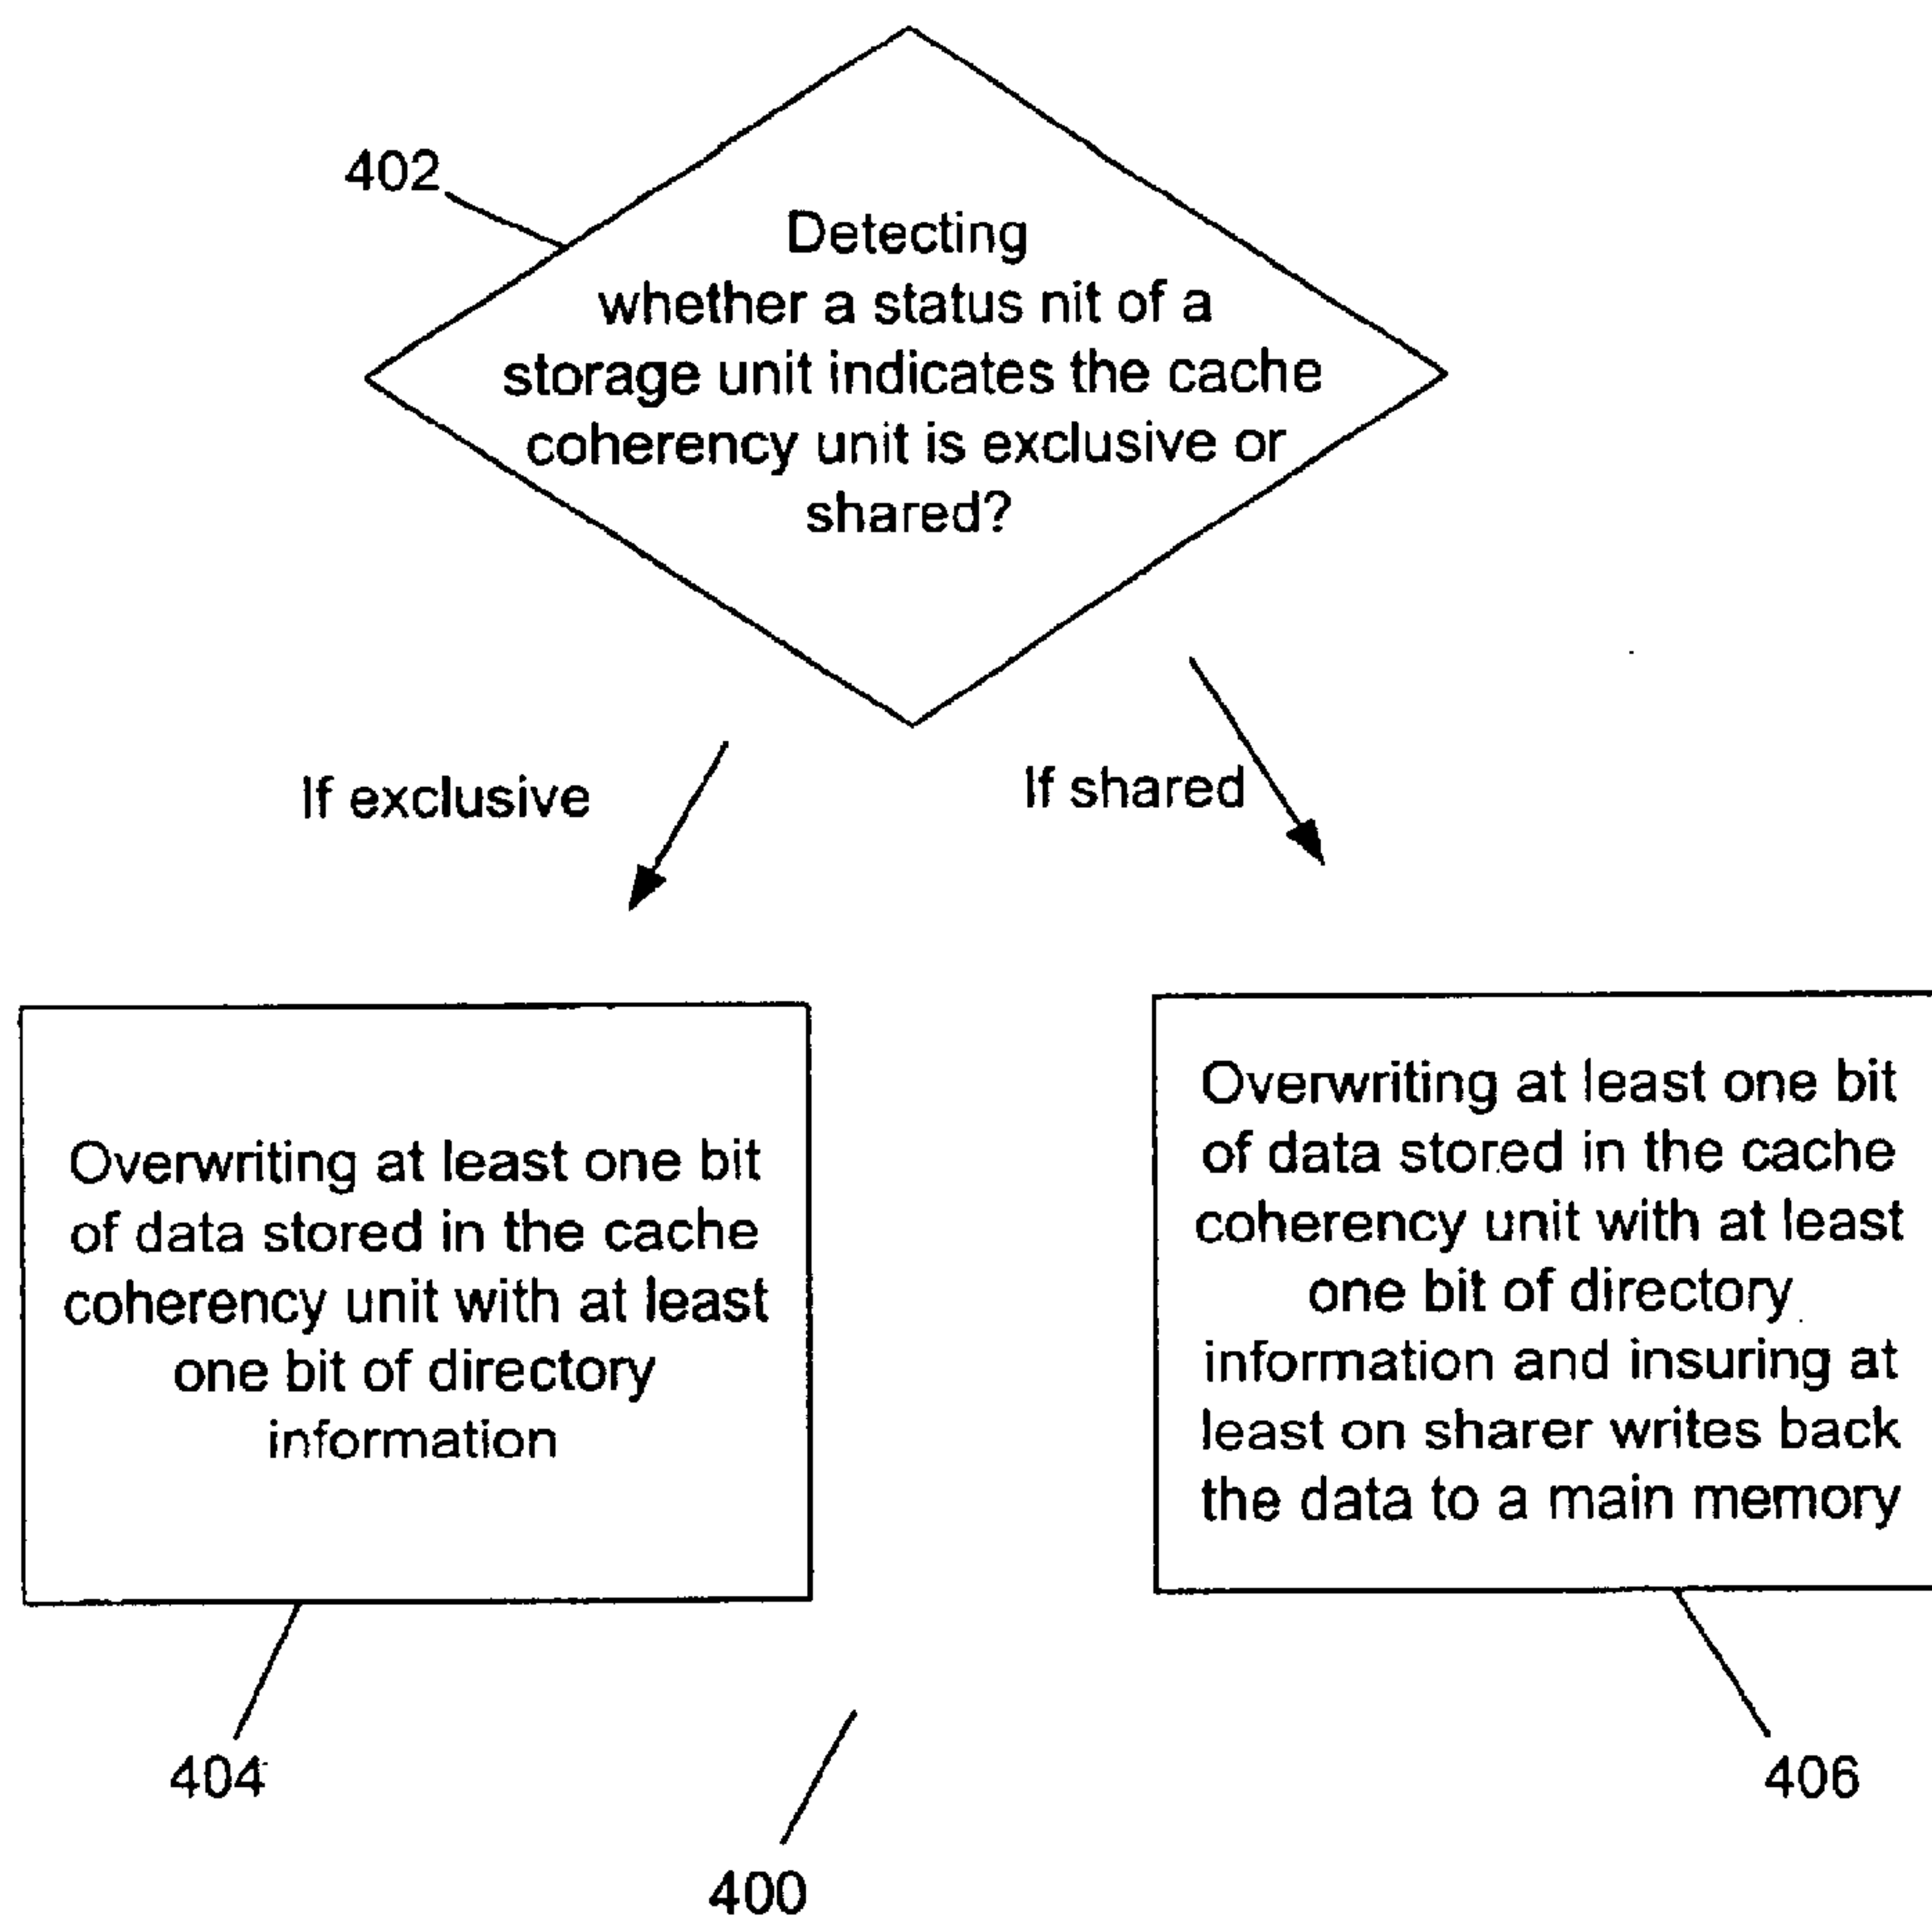 402
Detecting
whether a status nit of a
storage unit indicates the cache
coherency unit is exclusive or
shared?
If exclusive
If shared
Overwriting at least one bit
of data stored in the cache
coherency unit with at least
one bit of directory
information
Overwriting at least one bit
of data stored in the cache
coherency unit with at least
one bit of directory
information and insuring at
least on sharer writes back
the data to a main memory
404
406
400